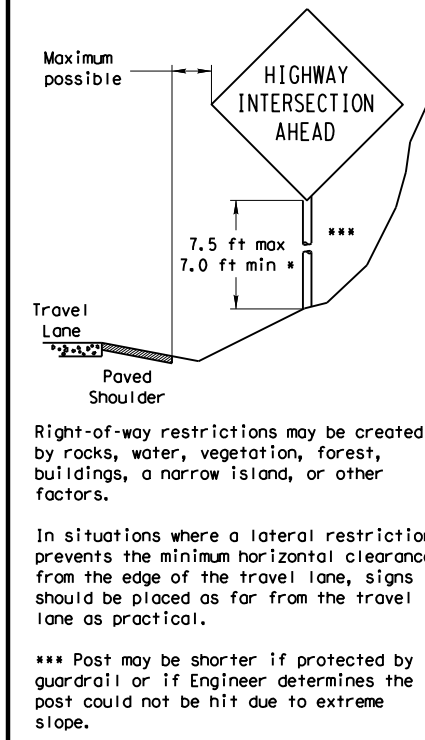 Maximum
possible
HIGHWAY
INTERSECTION
AHEAD
***
7.5 ft max
7.0 ft min *
Travel
Lane
Paved
Shoulder
Right-of-way restrictions may be created
by rocks, water, vegetation, forest,
buildings, a narrow island, or other
factors.
In situations where a lateral restriction
prevents the minimum horizontal clearance
from the edge of the travel lane, signs
should be placed as far from the travel
lane as practical.
*** Post may be shorter if protected by
guardrail or if Engineer determines the
post could not be hit due to extreme
slope.